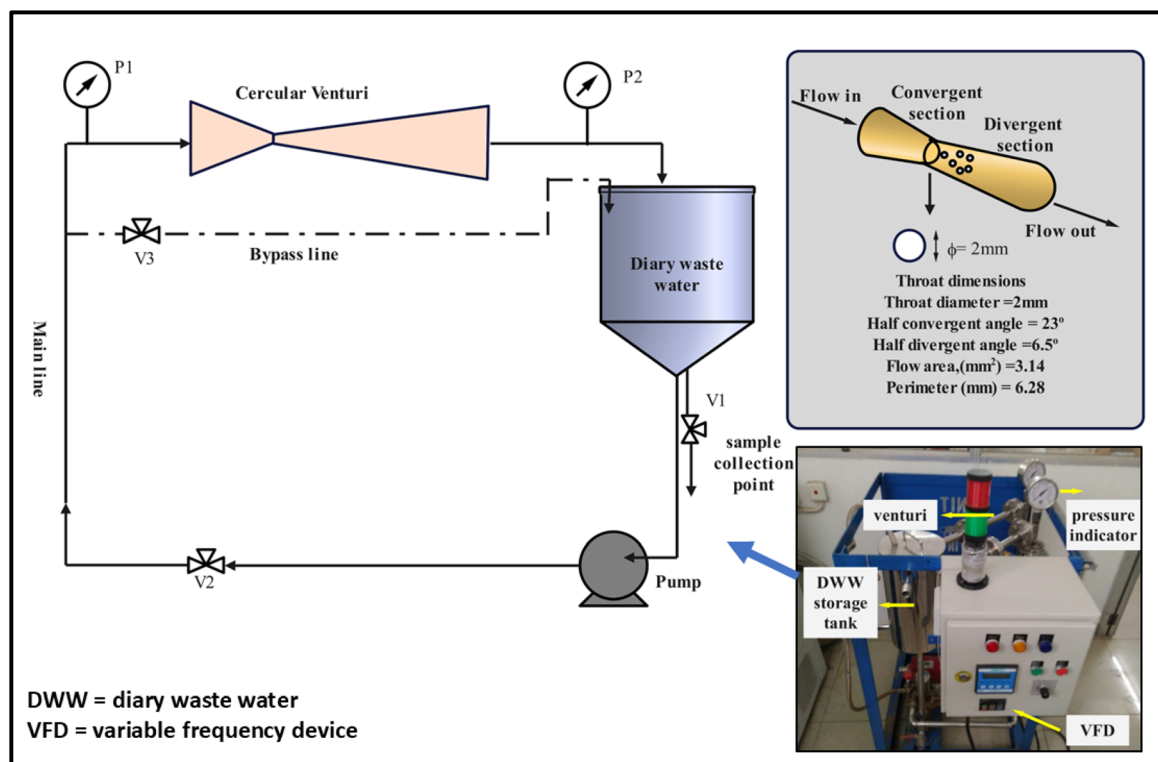 P1
P2
Cercular Venturi
V3
Bypass line
Main line
Diary waste
water
V1
sample
collection
point
V2
Pump
DWW = diary waste water
VFD = variable frequency device
Flow in
Convergent
section
Divergent
section
Flow out
ϕ= 2mm
Throat dimensions
Throat diameter =2mm
Half convergent angle = 23º
Half divergent angle =6.5º
Flow area,(mm²) =3.14
Perimeter (mm) = 6.28
venturi
pressure
indicator
DWW
storage
tank
VFD